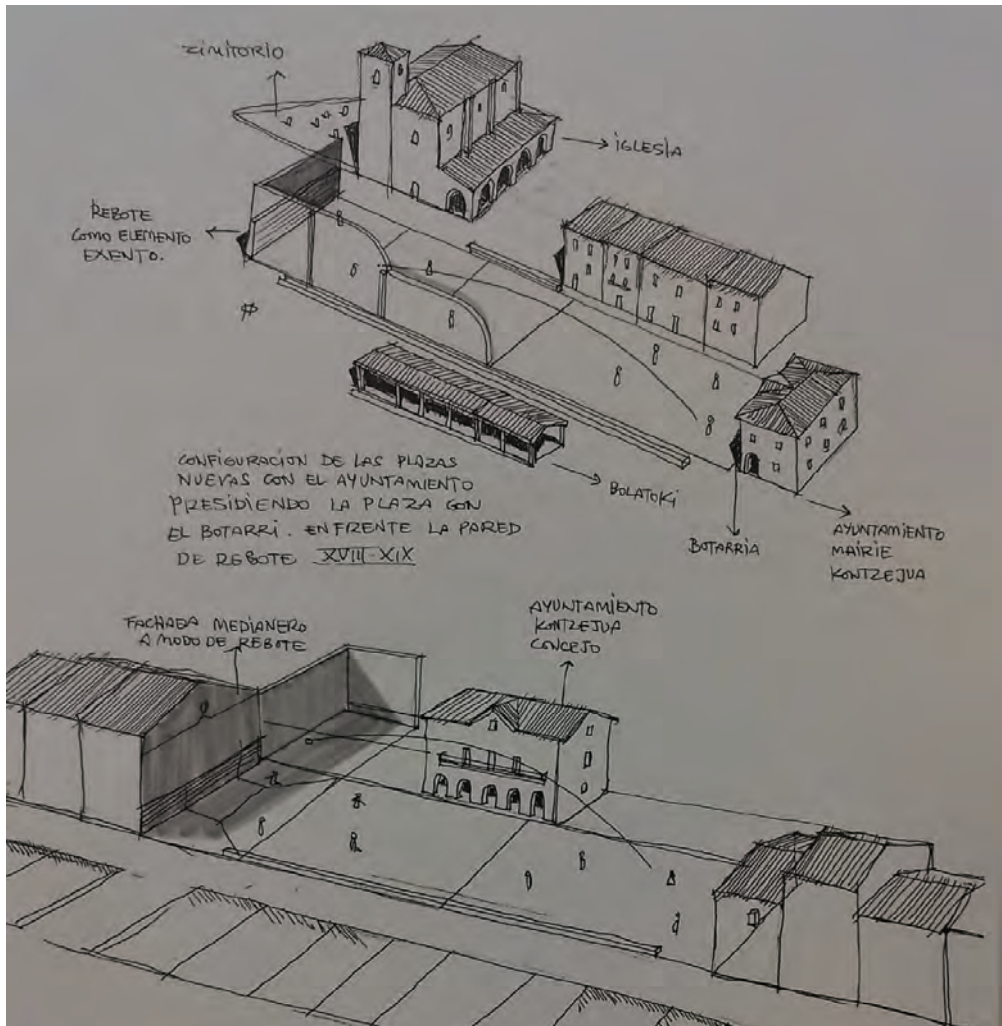 ZIMITORIO
IGLESIA
REBOTE
COMO ELEMENTO
EXENTO.
CONFIGURACION DE LAS PLAZAS
NUEVAS CON EL AYUNTAMIENTO
PRESIDIENDO LA PLAZA CON
EL BOTARRI. ENFRENTE LA PARED
DE REBOTE XVIII-XIX
BOLATOKI
BOTARRIA
AYUNTAMIENTO
MAIRIE
KONTZEJUA
FACHADA MEDIANERO
A MODO DE REBOTE
AYUNTAMIENTO
KONTZEJUA
CONCEJO